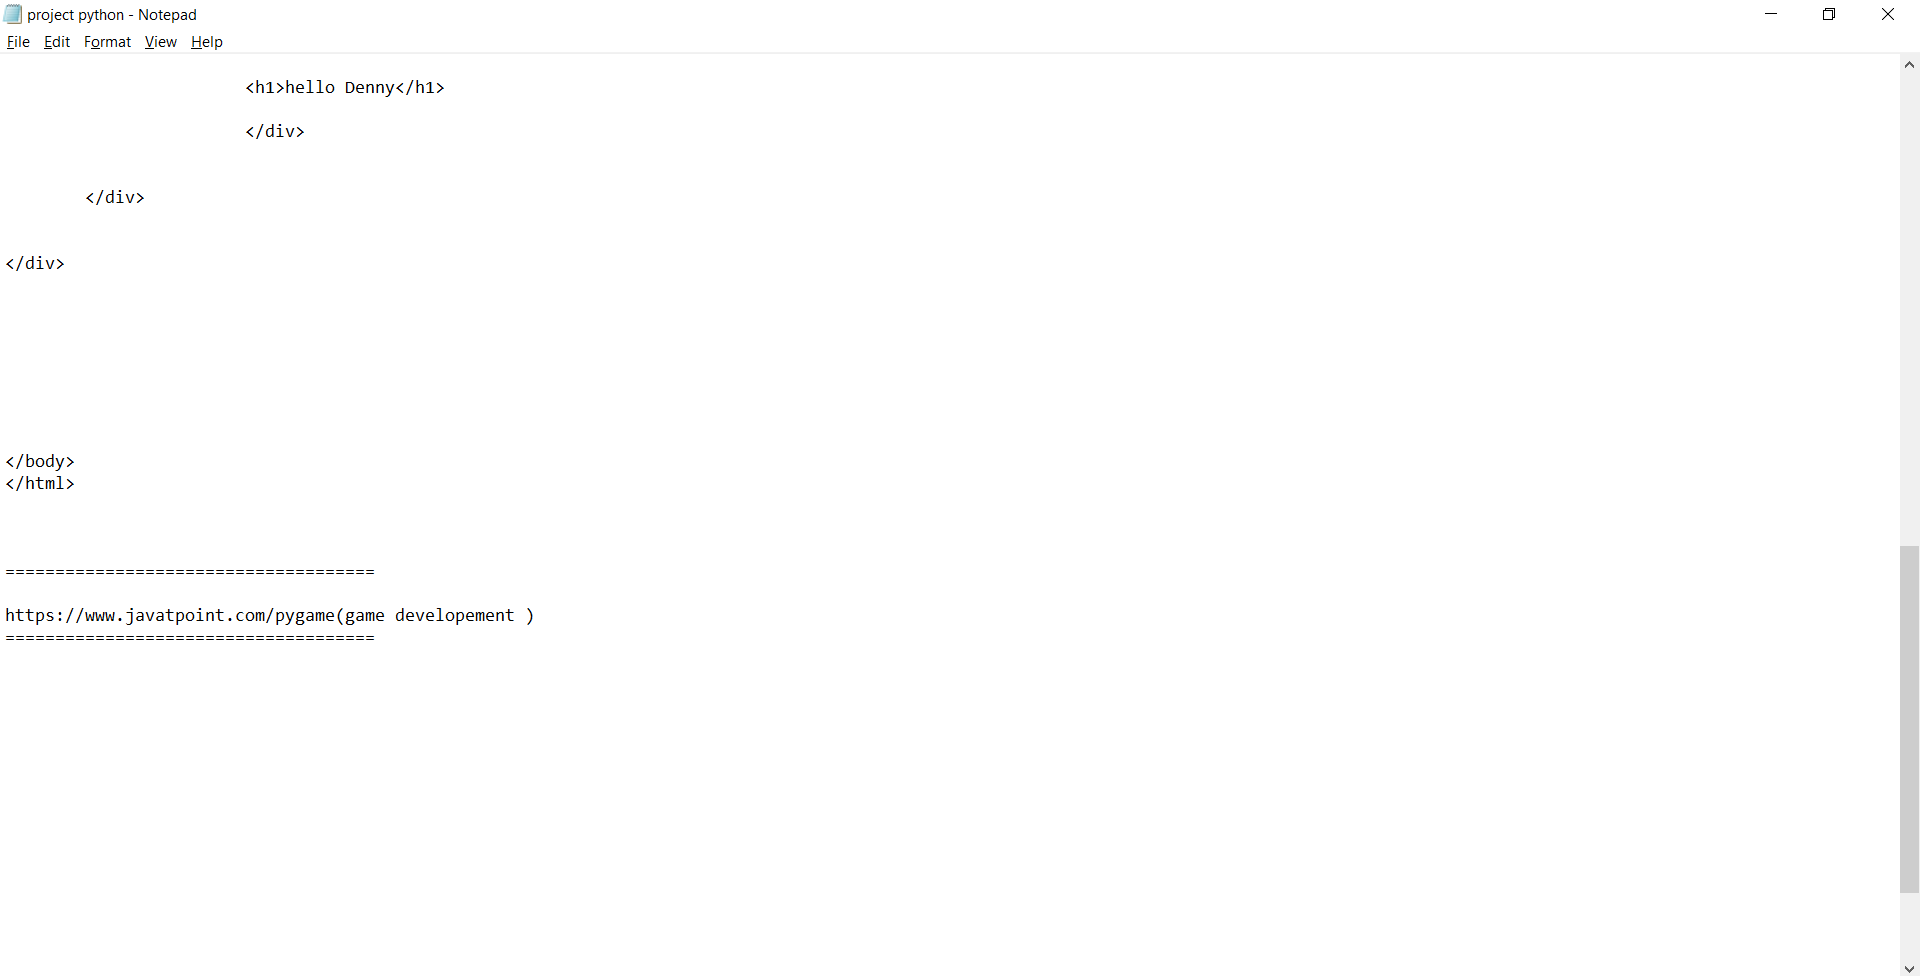 project python - Notepad
File Edit Format View Help
<h1>hello Denny</h1>
</div>
</div>
</div>
</body>
</html>
=====================================
https://www.javatpoint.com/pygame(game developement )
=====================================